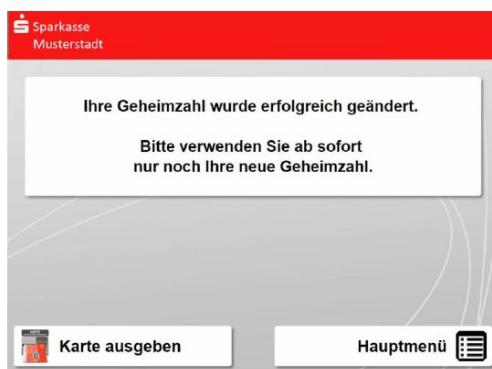 Sparkasse
Musterstadt
Ihre Geheimzahl wurde erfolgreich geändert.
Bitte verwenden Sie ab sofort
nur noch Ihre neue Geheimzahl.
Karte ausgeben
Hauptmenü